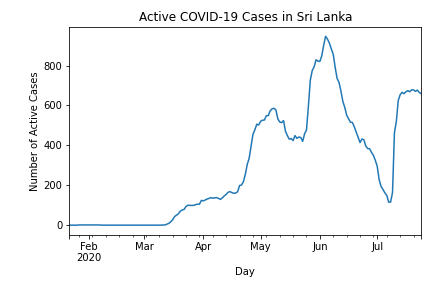 Active COVID-19 Cases in Sri Lanka
Number of Active Cases
800
600
400
200
0
Feb
2020
Mar
Apr
May
Jun
Jul
Day